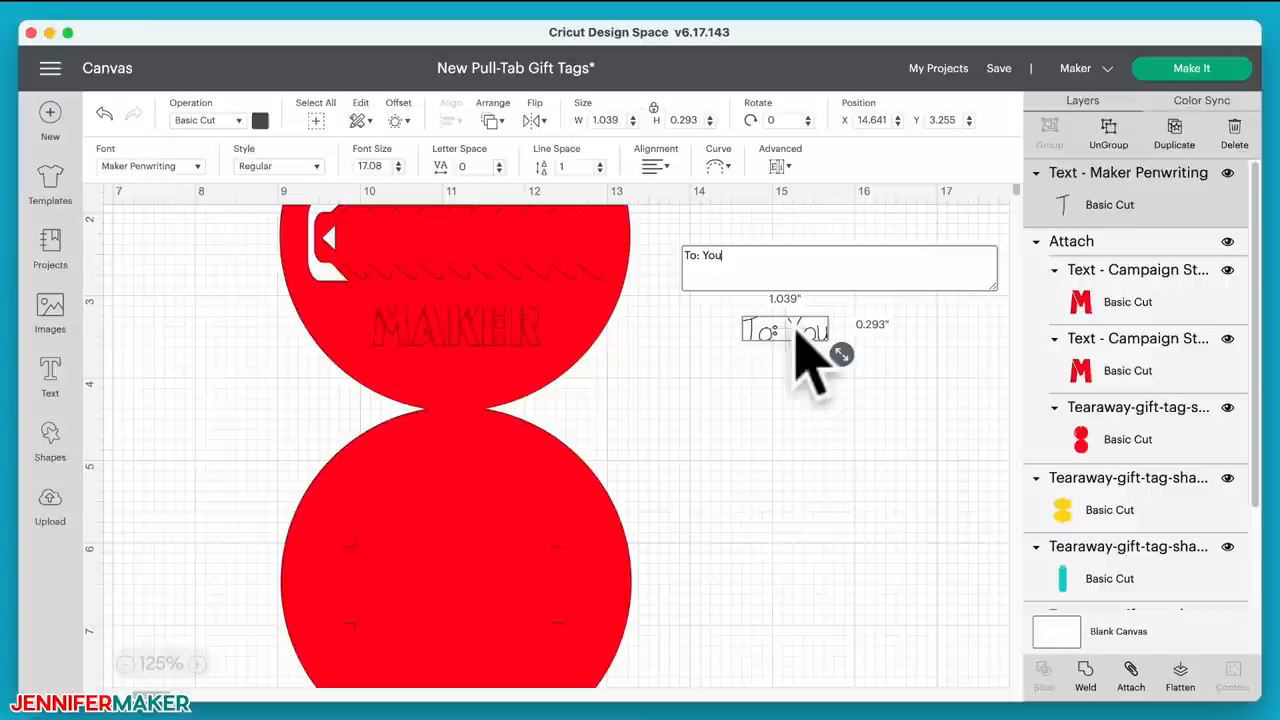 Cricut Design Space v6.17.143
Canvas
New Pull-Tab Gift Tags*
My Projects Save | Maker Make It
New
Templates
Projects
Images
Text
Shapes
Upload
Operation
Basic Cut
Select All
Edit
Offset
Align
Arrange
Flip
Size
W 1.039 H 0.293
Rotate
0
Position
X 14.641 Y 3.255
Font
Maker Penwriting
Style
Regular
Font Size
17.08
Letter Space
VA 0
Line Space
1
Alignment
Curve
Advanced
7 8 9 10 11 12 13 14 15 16 17
2
3
4
5
6
7
MAKER
To: You
1.039"
To: You
0.293"
125%
Layers Color Sync
Group UnGroup Duplicate Delete
Text - Maker Penwriting
Basic Cut
Attach
Text - Campaign St...
Basic Cut
Text - Campaign St...
Basic Cut
Tearaway-gift-tag-s...
Basic Cut
Tearaway-gift-tag-sha...
Basic Cut
Tearaway-gift-tag-sha...
Basic Cut
Blank Canvas
Slice Weld Attach Flatten Contour
JENNIFERMAKER